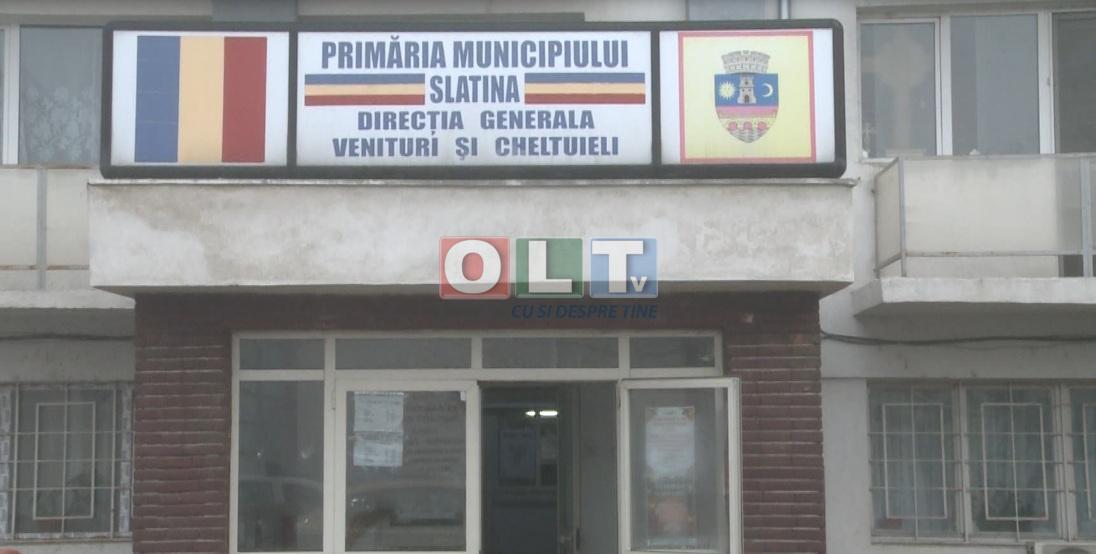 PRIMĂRIA MUNICIPIULUI
SLATINA
DIRECȚIA GENERALA
VENITURI ȘI CHELTUIELI
OLTV
CU SI DESPRE TINE